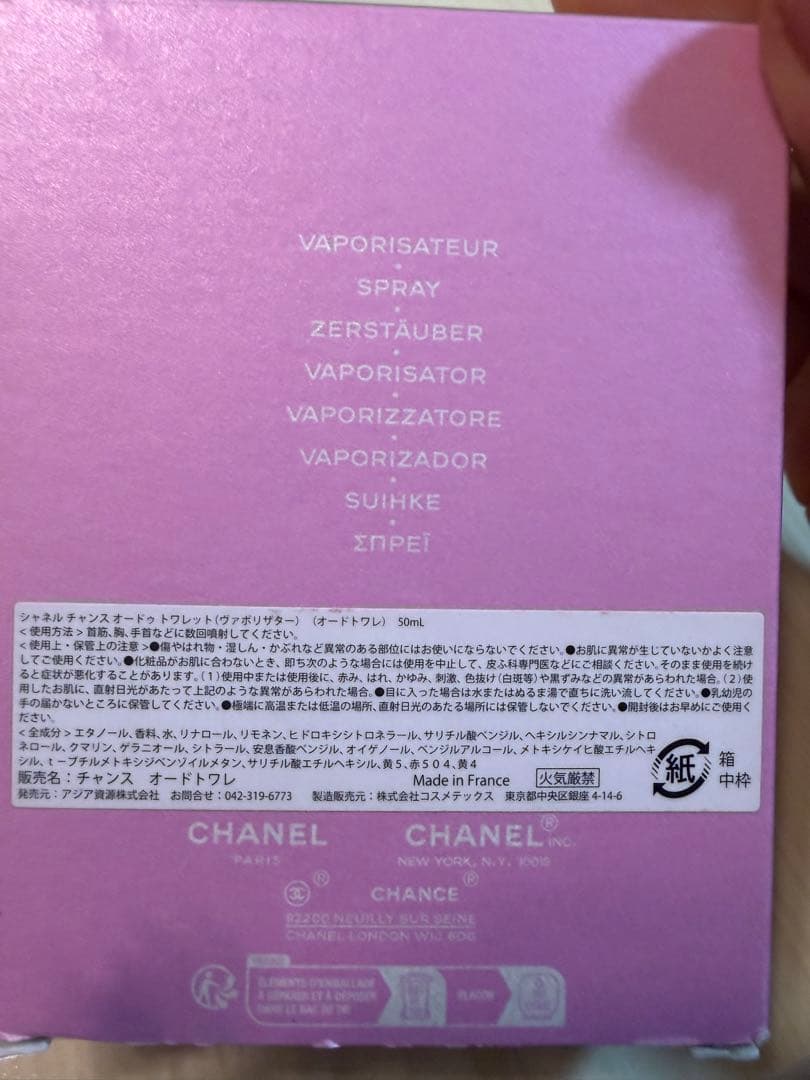 VAPORISATEUR
SPRAY
ZERSTÄUBER
VAPORISATOR
VAPORIZZATORE
VAPORIZADOR
SUIHKE
ΣΠΡΕΪ
シャネル チャンス オードゥ トワレット(ヴァポリザター) (オードトワレ) 50mL
<使用方法>首筋、胸、手首などに数回噴射してください。
<使用上・保管上の注意>●傷やはれ物・湿しん・かぶれなど異常のある部位にはお使いにならないでください。●お肌に異常が生じていないかよく注意
してご使用ください。●化粧品がお肌に合わないとき、即ち次のような場合には使用を中止して、皮ふ科専門医などにご相談ください。そのまま使用を続け
ると症状が悪化することがあります。(1)使用中または使用後に、赤み、はれ、かゆみ、刺激、色抜け(白斑等)や黒ずみなどの異常があらわれた場合。(2)使
用したお肌に、直射日光があたって上記のような異常があらわれた場合。●目に入った場合は水またはぬるま湯で直ちに洗い流してください。●乳幼児の
手の届かないところに保管してください。●極端に高温または低温の場所、直射日光のあたる場所には保管しないでください。●開封後はお早めにご使用く
ださい。
<全成分>エタノール、香料、水、リナロール、リモネン、ヒドロキシシトロネラール、サリチル酸ベンジル、ヘキシルシンナマル、シトロ
ネロール、クマリン、ゲラニオール、シトラール、安息香酸ベンジル、オイゲノール、ベンジルアルコール、メトキシケイヒ酸エチルヘキ
シル、t-ブチルメトキシジベンゾイルメタン、サリチル酸エチルヘキシル、黄5、赤504、黄4
販売名:チャンス オードトワレ Made in France 火気厳禁
発売元:アジア資源株式会社 お問合せ:042-319-6773 製造販売元:株式会社コスメテックス 東京都中央区銀座 4-14-6
紙
箱
中枠
CHANEL CHANEL® INC.
PARIS NEW YORK, N.Y. 10019
® CHANCE®
92200 NEUILLY SUR SEINE
CHANEL LONDON W1J 6DG
ÉLÉMENTS D'EMBALLAGE
À SÉPARER ET À DÉPOSER
DANS LE BAC DE TRI
FLACON